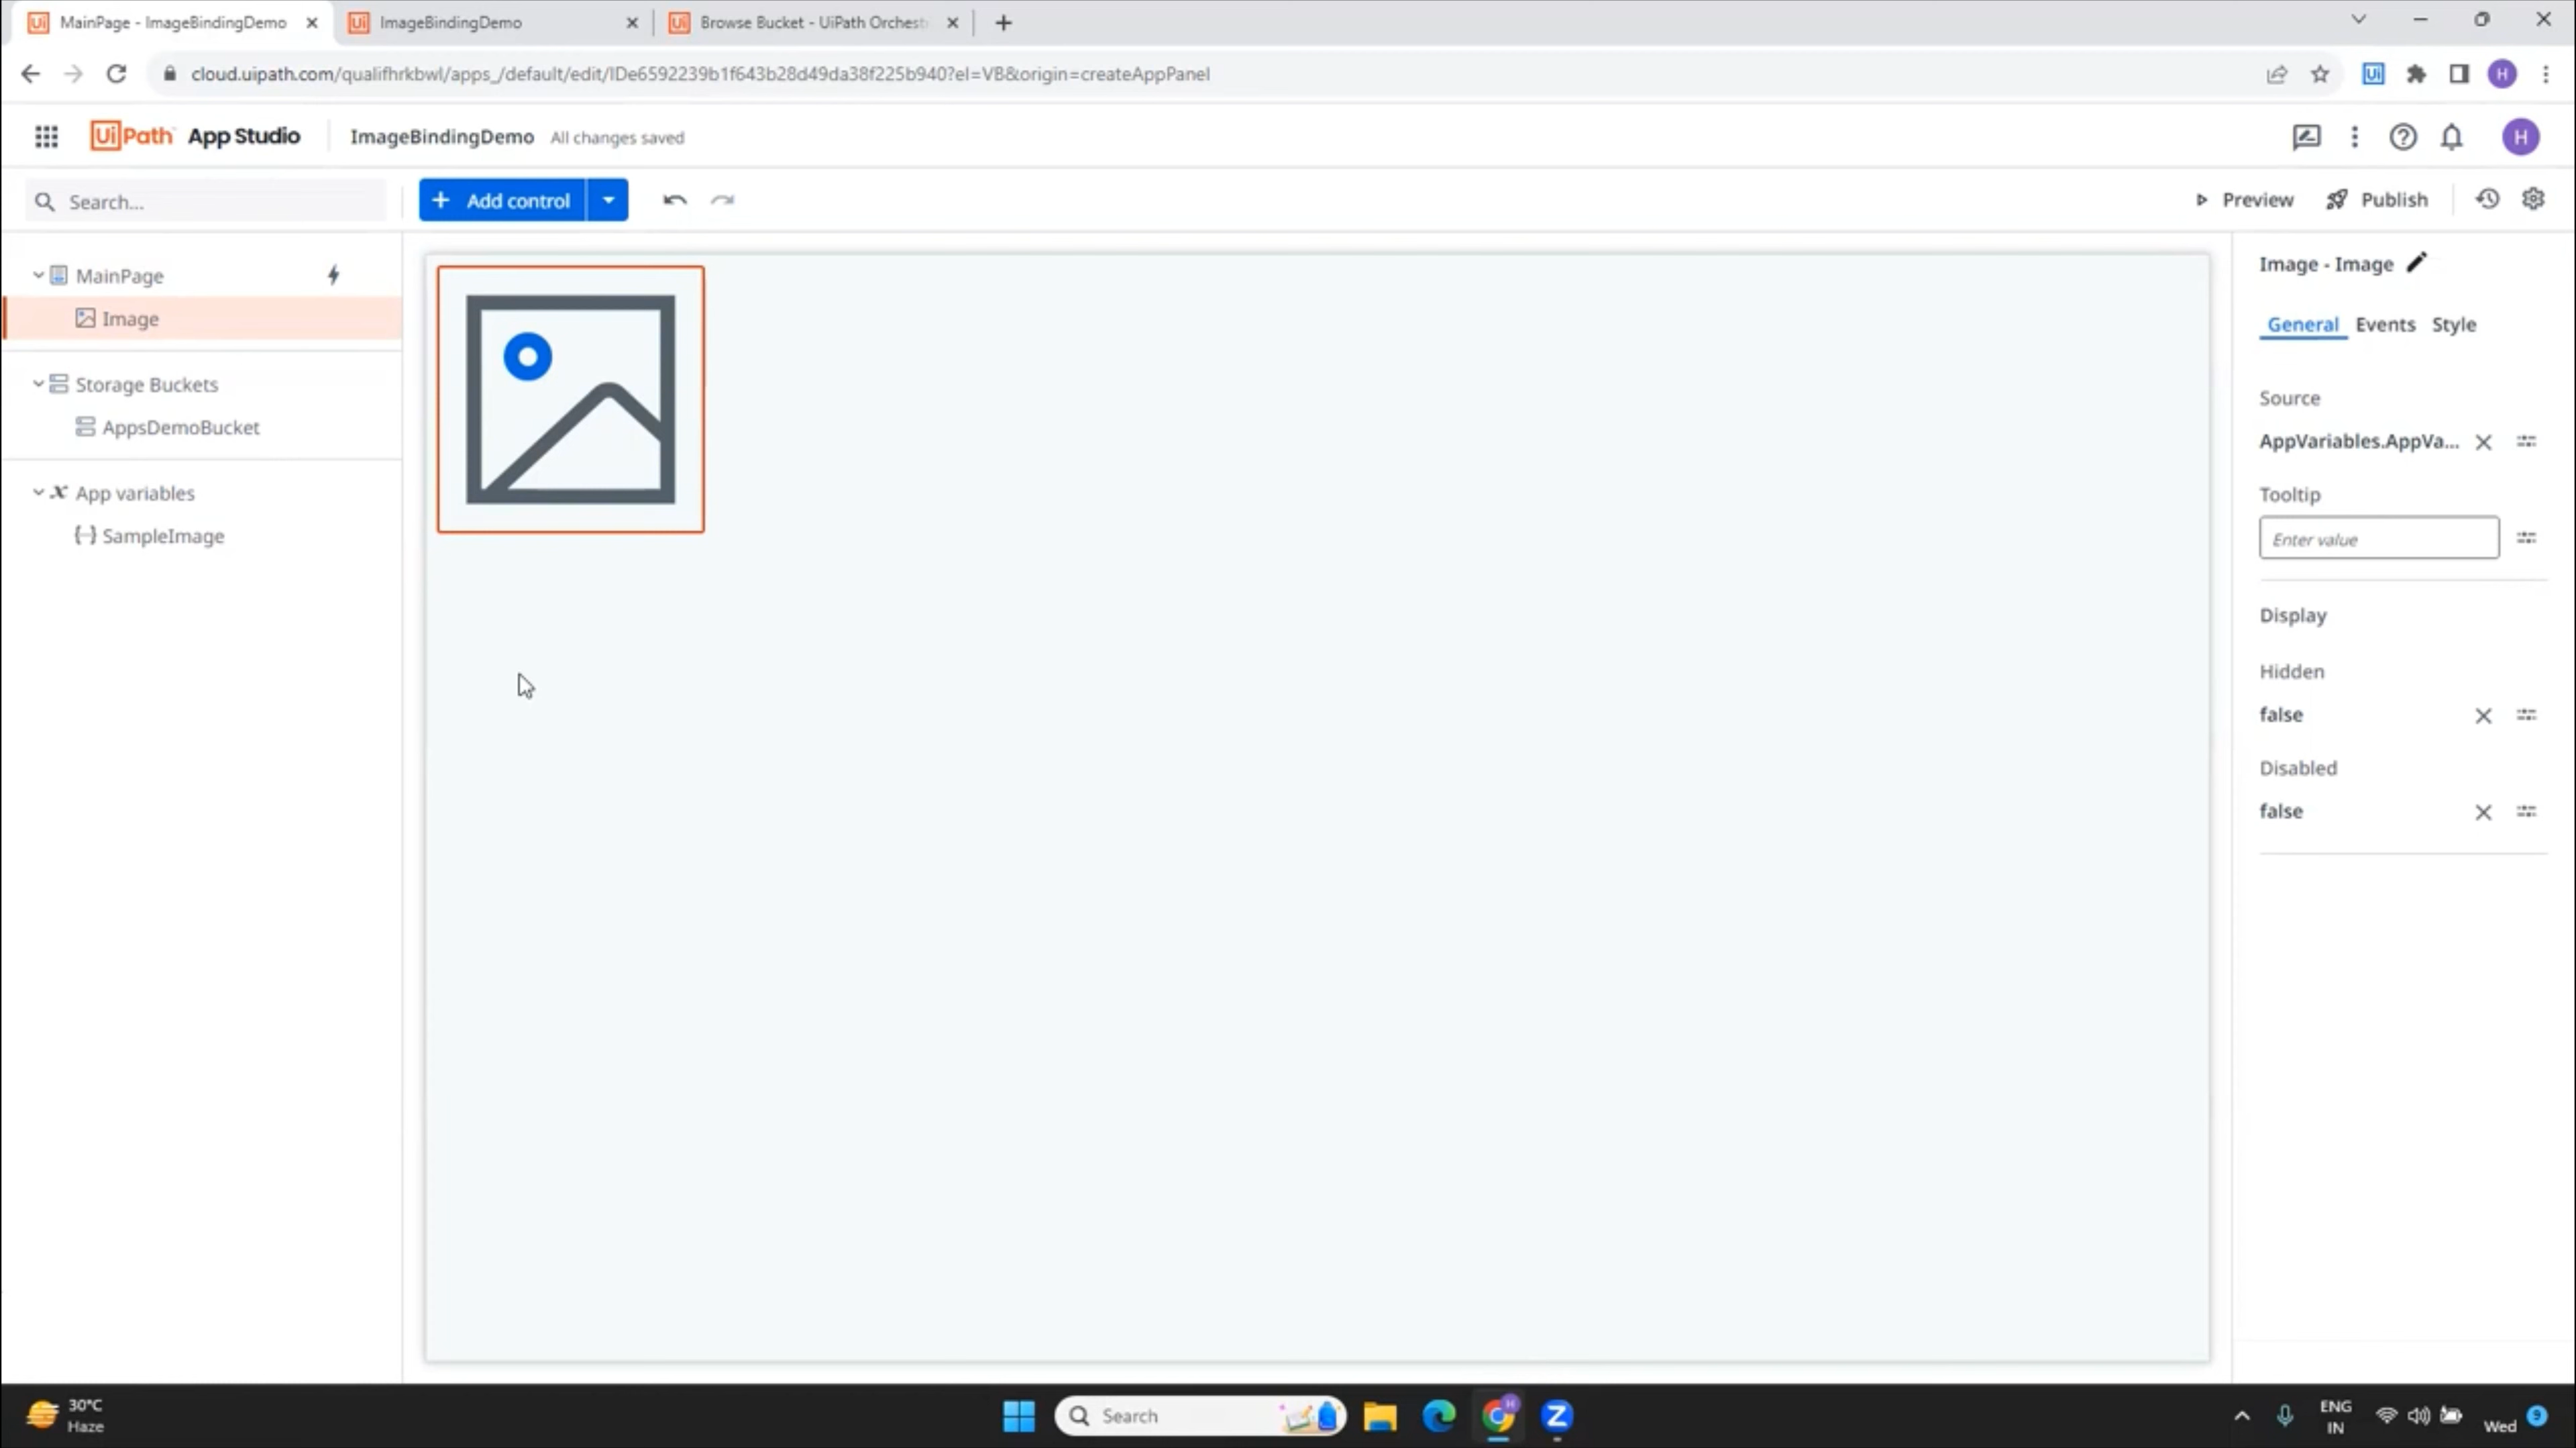 MainPage - ImageBindingDemo
ImageBindingDemo
Browse Bucket - UiPath Orchest
cloud.uipath.com/qualifhrkbwl/apps_/default/edit/IDe6592239b1f643b28d49da38f225b940?el=VB&origin=createAppPanel
UiPath App Studio
ImageBindingDemo All changes saved
Search...
Add control
Preview
Publish
MainPage
Image
Storage Buckets
AppsDemoBucket
App variables
SampleImage
Image - Image
General Events Style
Source
AppVariables.AppVa...
Tooltip
Enter value
Display
Hidden
false
Disabled
false
30°C
Haze
Search
ENG
IN
Wed
9